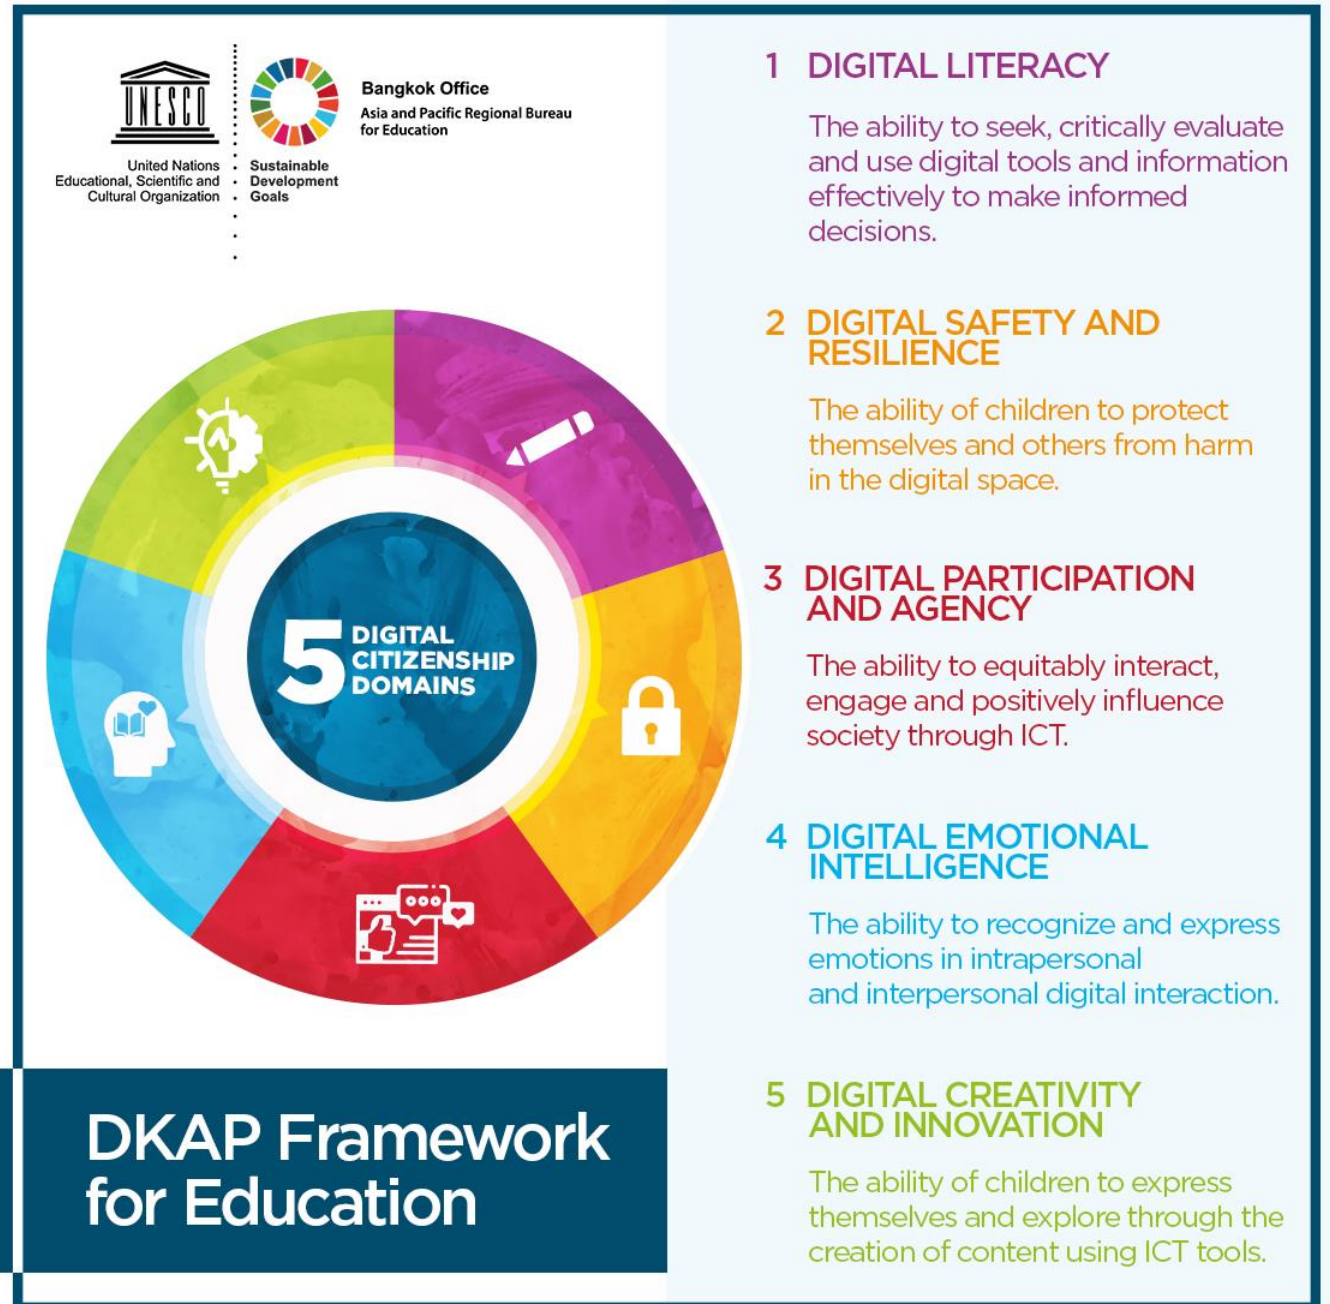 UNESCO
United Nations
Educational, Scientific and
Cultural Organization
Sustainable
Development
Goals
Bangkok Office
Asia and Pacific Regional Bureau
for Education
5 DIGITAL
CITIZENSHIP
DOMAINS
DKAP Framework
for Education
1 DIGITAL LITERACY
The ability to seek, critically evaluate
and use digital tools and information
effectively to make informed
decisions.
2 DIGITAL SAFETY AND
RESILIENCE
The ability of children to protect
themselves and others from harm
in the digital space.
3 DIGITAL PARTICIPATION
AND AGENCY
The ability to equitably interact,
engage and positively influence
society through ICT.
4 DIGITAL EMOTIONAL
INTELLIGENCE
The ability to recognize and express
emotions in intrapersonal
and interpersonal digital interaction.
5 DIGITAL CREATIVITY
AND INNOVATION
The ability of children to express
themselves and explore through the
creation of content using ICT tools.